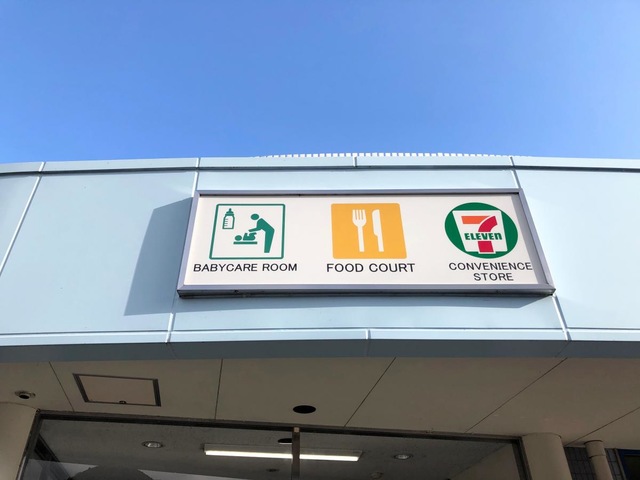 BABYCARE ROOM
FOOD COURT
7
ELEVEN
CONVENIENCE
STORE